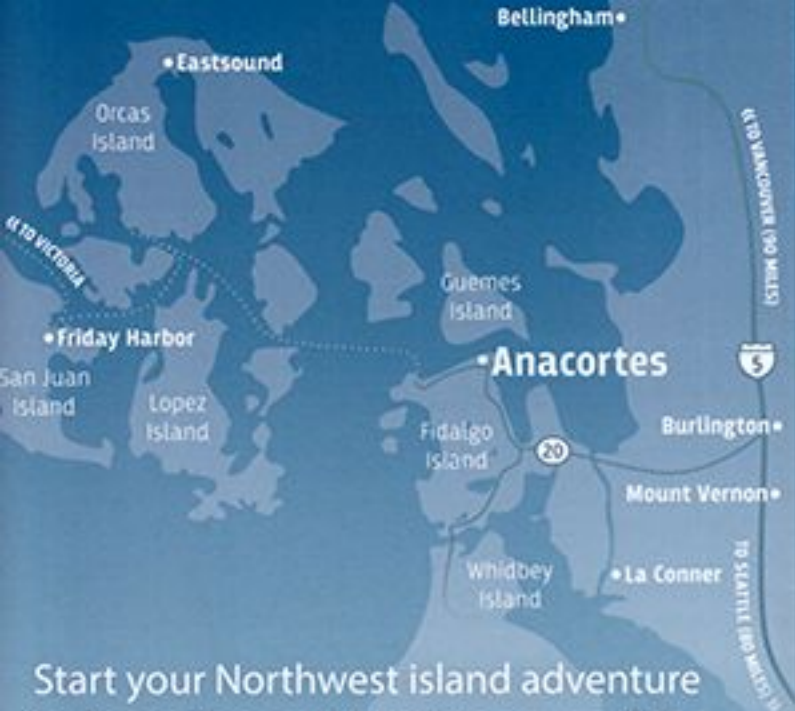 Bellingham
Eastsound
Orcas
Island
« TO VANCOUVER (90 MILES)
« TO VICTORIA
Guemes
Island
Friday Harbor
Anacortes
5
San Juan
Island
Lopez
Island
Fidalgo
Island
20
Burlington
Mount Vernon
Whidbey
Island
La Conner
TO SEATTLE (80 MILES)
Start your Northwest island adventure